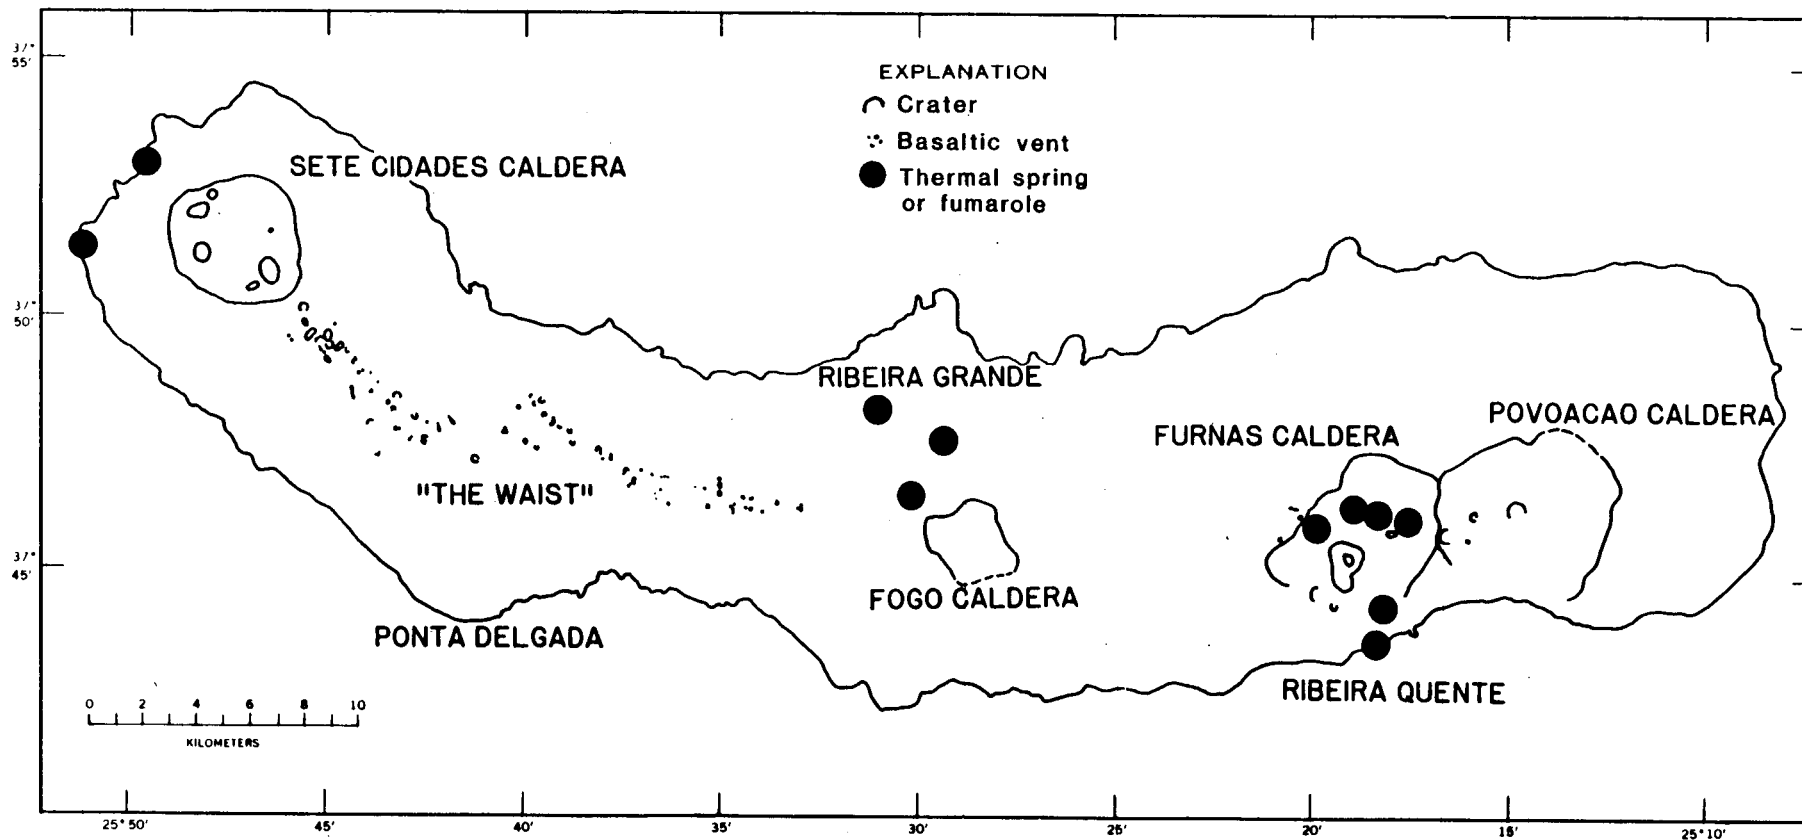 37°
55'
EXPLANATION
Crater
Basaltic vent
Thermal spring
or fumarole
SETE CIDADES CALDERA
37°
50'
RIBEIRA GRANDE
POVOACAO CALDERA
FURNAS CALDERA
"THE WAIST"
37°
45'
FOGO CALDERA
PONTA DELGADA
RIBEIRA QUENTE
0 2 4 6 8 10
KILOMETERS
25°50' 45' 40' 35' 30' 25' 20' 15' 25°10'